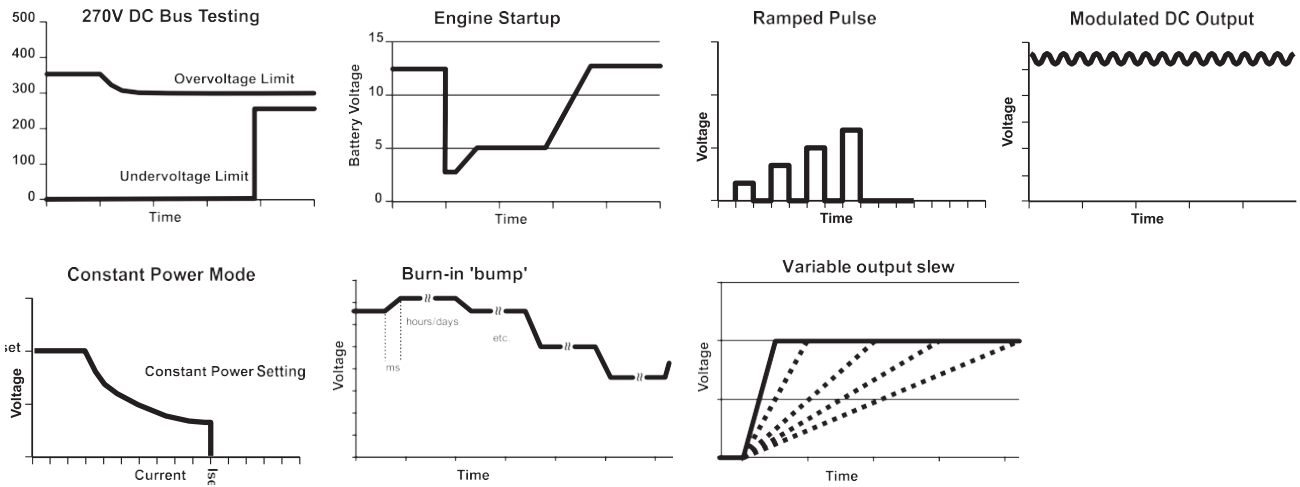 270V DC Bus Testing
500
400
300
200
100
0
Overvoltage Limit
Undervoltage Limit
Time
Engine Startup
15
10
5
0
Battery Voltage
Time
Ramped Pulse
Voltage
Time
Modulated DC Output
Voltage
Time
Constant Power Mode
set
Voltage
Constant Power Setting
Current
Ise
Burn-in 'bump'
hours/days
etc.
ms
Voltage
Time
Variable output slew
Voltage
Time